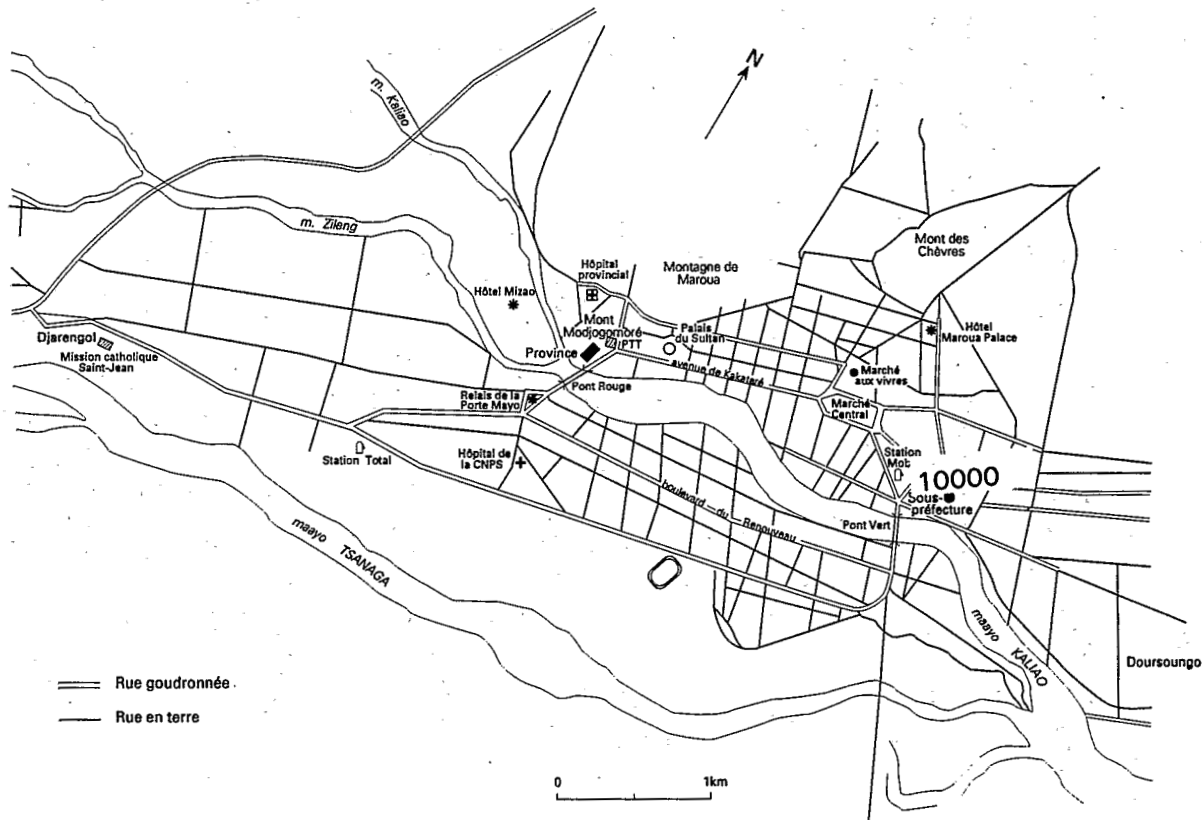 N
m. Kaliao
m. Zileng
Mont des
Chèvres
Hôpital
provincial
Montagne de
Maroua
Hôtel Mizao
Mont
Modjogomoré
PTT
Palais
du Sultan
Hôtel
Maroua Palace
Djarengol
Mission catholique
Saint-Jean
Province
avenue de Kakataré
Marché
aux vivres
Pont Rouge
Relais de la
Porte Mayo
Marché
Central
Station Total
Hôpital de
la CNPS
Station
Mobil
10000
Sous-
préfecture
boulevard du Renouveau
Pont Vert
maayo TSANAGA
maayo KALIAO
Doursoungo
Rue goudronnée
Rue en terre
0 1km